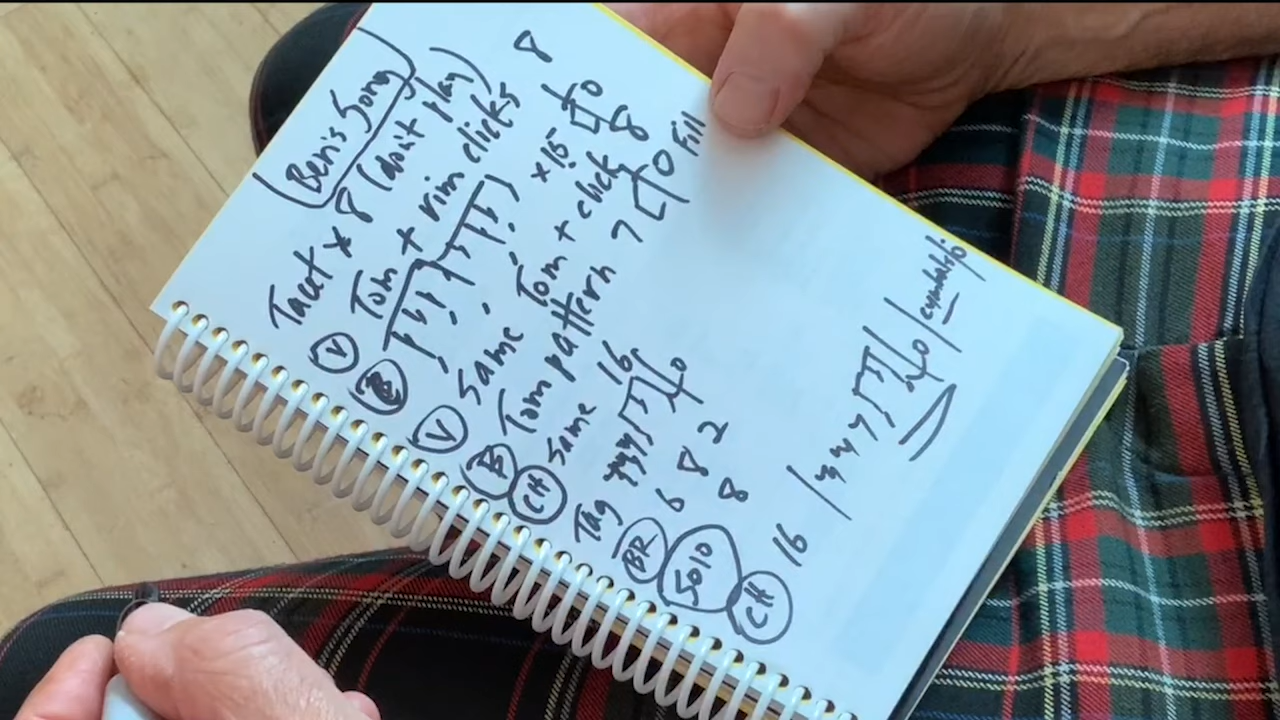 Ben's Song
Tacet x 8 (don't play)
V Tom + rim clicks 8
B x 15
V Same Tom + click 8
B Tom pattern 7 Fill
CH Same 16
Tag
BR 6 8 2
Solo 8
CH 16